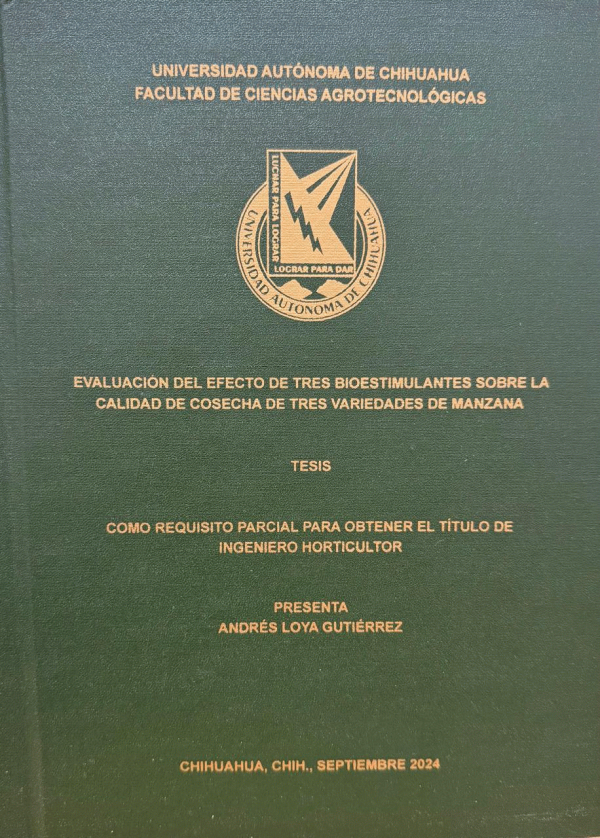 UNIVERSIDAD AUTÓNOMA DE CHIHUAHUA
FACULTAD DE CIENCIAS AGROTECNOLÓGICAS
LUCHAR PARA LOGRAR
LOGRAR PARA DAR
UNIVERSIDAD AUTONOMA DE CHIHUAHUA
EVALUACIÓN DEL EFECTO DE TRES BIOESTIMULANTES SOBRE LA
CALIDAD DE COSECHA DE TRES VARIEDADES DE MANZANA
TESIS
COMO REQUISITO PARCIAL PARA OBTENER EL TÍTULO DE
INGENIERO HORTICULTOR
PRESENTA
ANDRÉS LOYA GUTIÉRREZ
CHIHUAHUA, CHIH., SEPTIEMBRE 2024